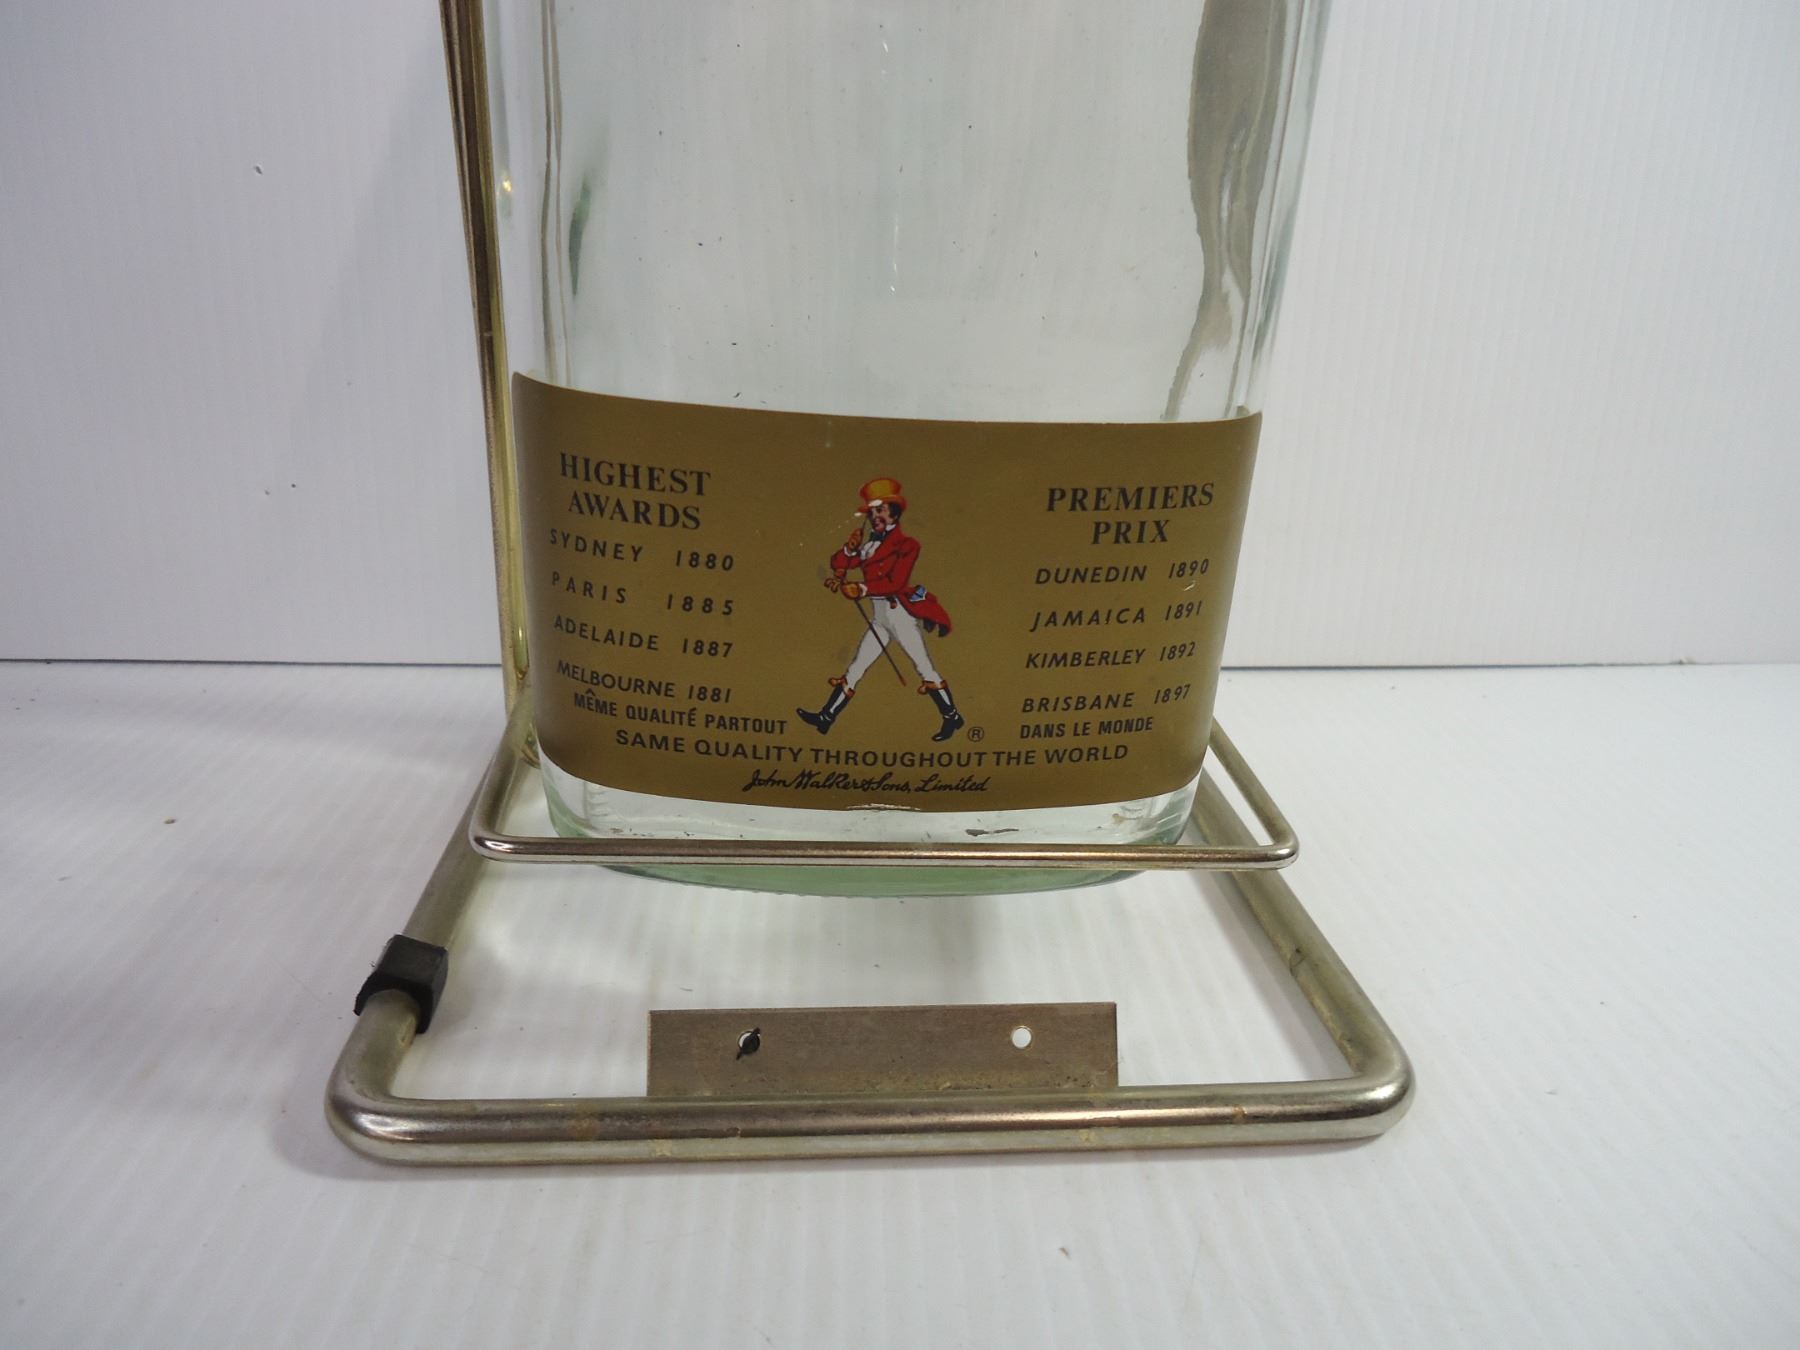 HIGHEST
AWARDS
SYDNEY 1880
PARIS 1885
ADELAIDE 1887
MELBOURNE 1881
PREMIERS
PRIX
DUNEDIN 1890
JAMAICA 1891
KIMBERLEY 1892
BRISBANE 1897
MÊME QUALITÉ PARTOUT DANS LE MONDE
®
SAME QUALITY THROUGHOUT THE WORLD
John Walker & Sons, Limited